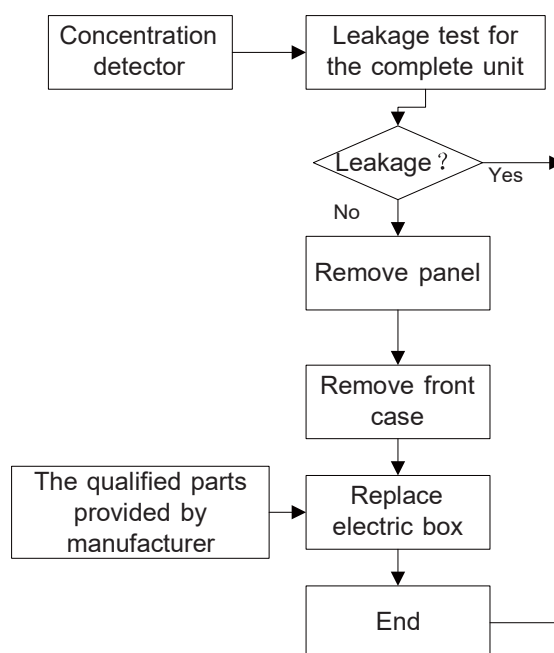 Concentration
detector
Leakage test for
the complete unit
Leakage？
Yes
No
Remove panel
Remove front
case
The qualified parts
provided by
manufacturer
Replace
electric box
End